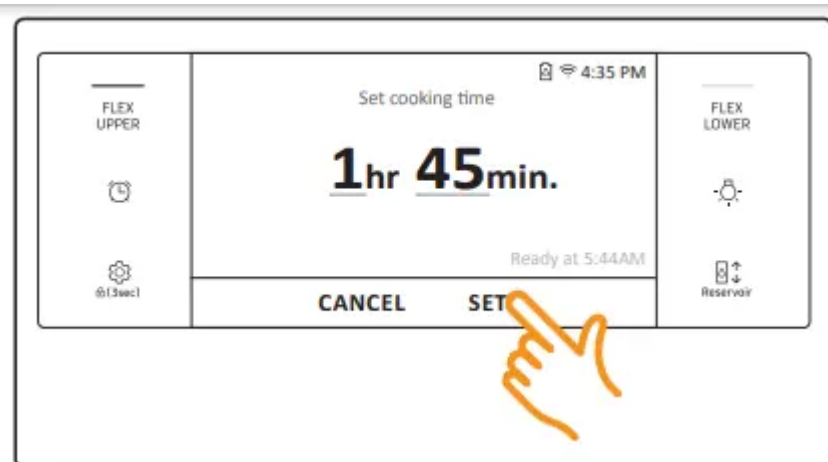 4:35 PM
Set cooking time
1hr 45min.
Ready at 5:44AM
CANCEL SET
FLEX
UPPER
(3sec)
FLEX
LOWER
Reservoir